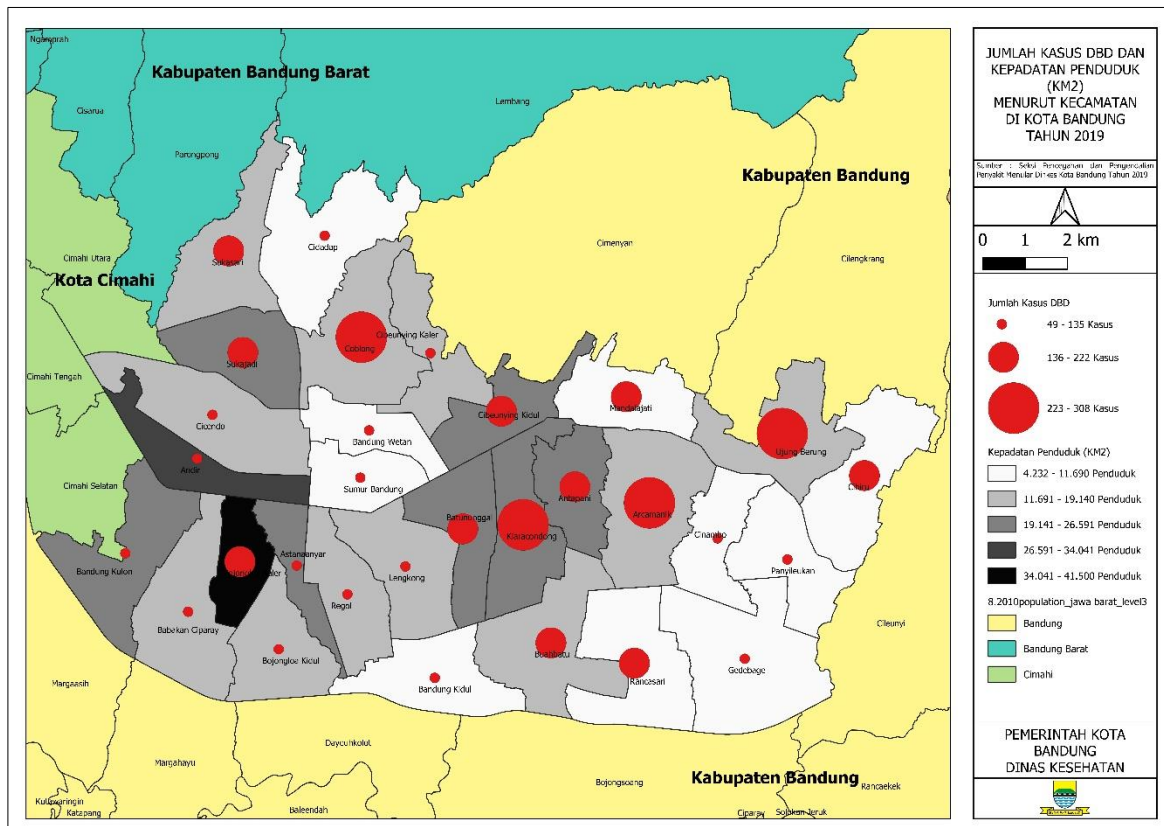 Ngamprah
Kabupaten Bandung Barat
Cisarua
Lembang
Parongpong
Kabupaten Bandung
Cidadap
Cimenyan
Cimahi Utara
Sukasari
Cilengkrang
Kota Cimahi
Cibeunying Kaler
Coblong
Sukajadi
Cimahi Tengah
Mandalajati
Cibeunying Kidul
Cicendo
Bandung Wetan
Ujung Berung
Andir
Cimahi Selatan
Sumur Bandung
Cibiru
Antapani
Arcamanik
Batununggal
Kiaracondong
Cinambo
Bandung Kulon
Astanaanyar
Lengkong
Panyileukan
Regol
Babakan Ciparay
Cileunyi
Bojongloa Kidul
Buahbatu
Gedebage
Bandung Kidul
Rancasari
Margaasih
Margahayu
Kabupaten Bandung
Bojongsoang
Rancaekek
Katapang
Baleendah
Ciparay
Solokan Jeruk
JUMLAH KASUS DBD DAN
KEPADATAN PENDUDUK
(KM2)
MENURUT KECAMATAN
DI KOTA BANDUNG
TAHUN 2019
Sumber : Seksi Pencegahan dan Pengendalian
Penyakit Menular Dinkes Kota Bandung Tahun 2019
0 1 2 km
Jumlah Kasus DBD
49 - 135 Kasus
136 - 222 Kasus
223 - 308 Kasus
Kepadatan Penduduk (KM2)
4.232 - 11.690 Penduduk
11.691 - 19.140 Penduduk
19.141 - 26.591 Penduduk
26.591 - 34.041 Penduduk
34.041 - 41.500 Penduduk
8.2010population_jawa barat_level3
Bandung
Bandung Barat
Cimahi
PEMERINTAH KOTA
BANDUNG
DINAS KESEHATAN